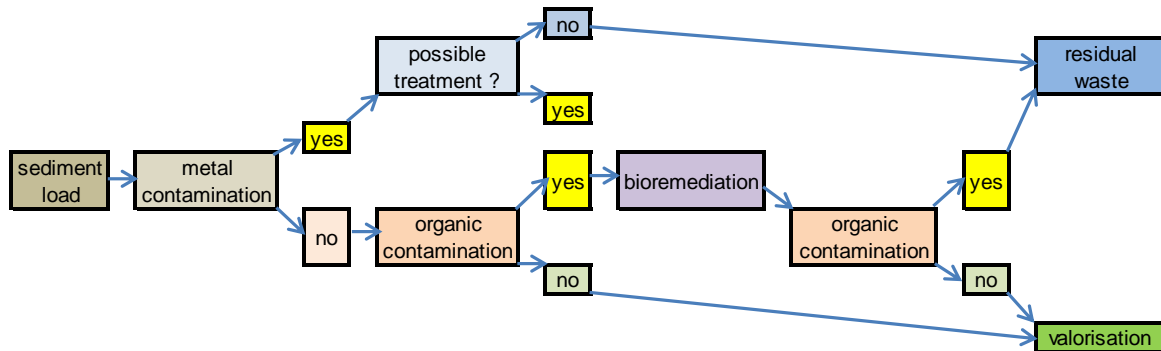 no
possible
treatment ?
residual
waste
yes
yes
sediment
load
metal
contamination
yes
bioremediation
yes
no
organic
contamination
organic
contamination
no
no
valorisation